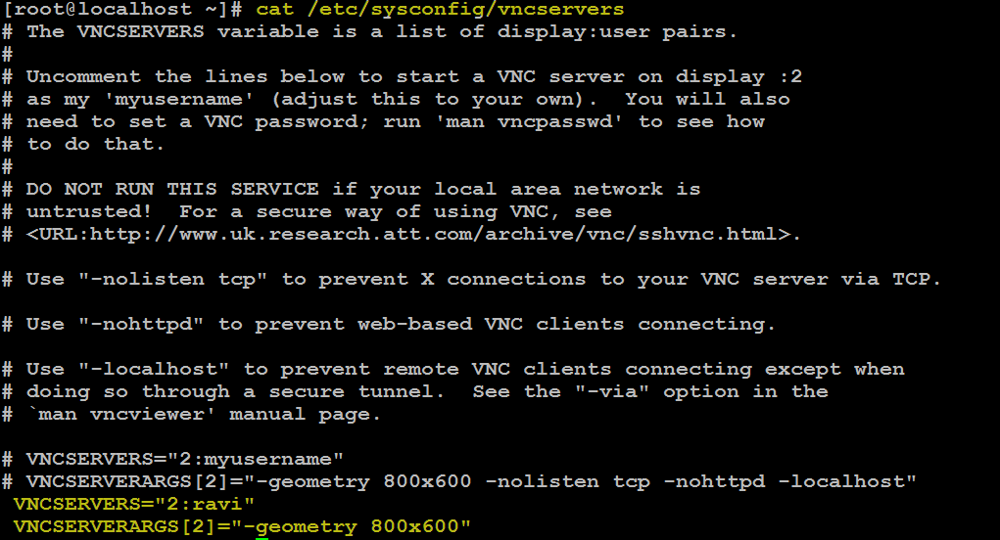 [root@localhost ~]# cat /etc/sysconfig/vncservers
# The VNCSERVERS variable is a list of display:user pairs.
#
# Uncomment the lines below to start a VNC server on display :2
# as my 'myusername' (adjust this to your own).  You will also
# need to set a VNC password; run 'man vncpasswd' to see how
# to do that.
#
# DO NOT RUN THIS SERVICE if your local area network is
# untrusted!  For a secure way of using VNC, see
# <URL:http://www.uk.research.att.com/archive/vnc/sshvnc.html>.

# Use "-nolisten tcp" to prevent X connections to your VNC server via TCP.

# Use "-nohttpd" to prevent web-based VNC clients connecting.

# Use "-localhost" to prevent remote VNC clients connecting except when
# doing so through a secure tunnel.  See the "-via" option in the
# `man vncviewer' manual page.

# VNCSERVERS="2:myusername"
# VNCSERVERARGS[2]="-geometry 800x600 -nolisten tcp -nohttpd -localhost"
 VNCSERVERS="2:ravi"
 VNCSERVERARGS[2]="-geometry 800x600"